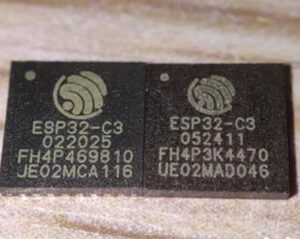 ESP32-C3
022025
FH4P469810
JE02MCA116
ESP32-C3
052411
FH4P3K4470
UE02MAD046